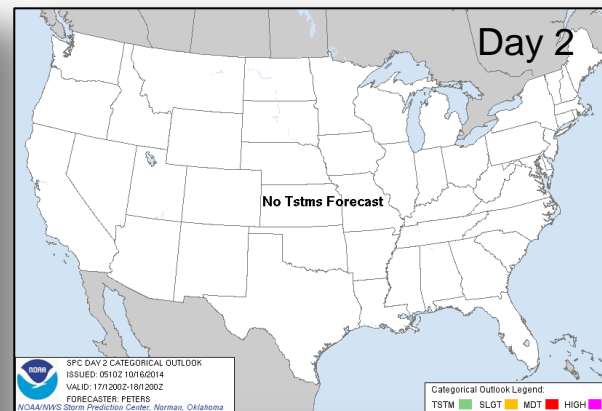 Day 2
No Tstms Forecast
NOAA
SPC DAY 2 CATEGORICAL OUTLOOK
ISSUED: 0510Z 10/16/2014
VALID: 17/1200Z-18/1200Z
FORECASTER: PETERS
NOAA/NWS Storm Prediction Center, Norman, Oklahoma
Categorical Outlook Legend:
TSTM SLGT MDT HIGH